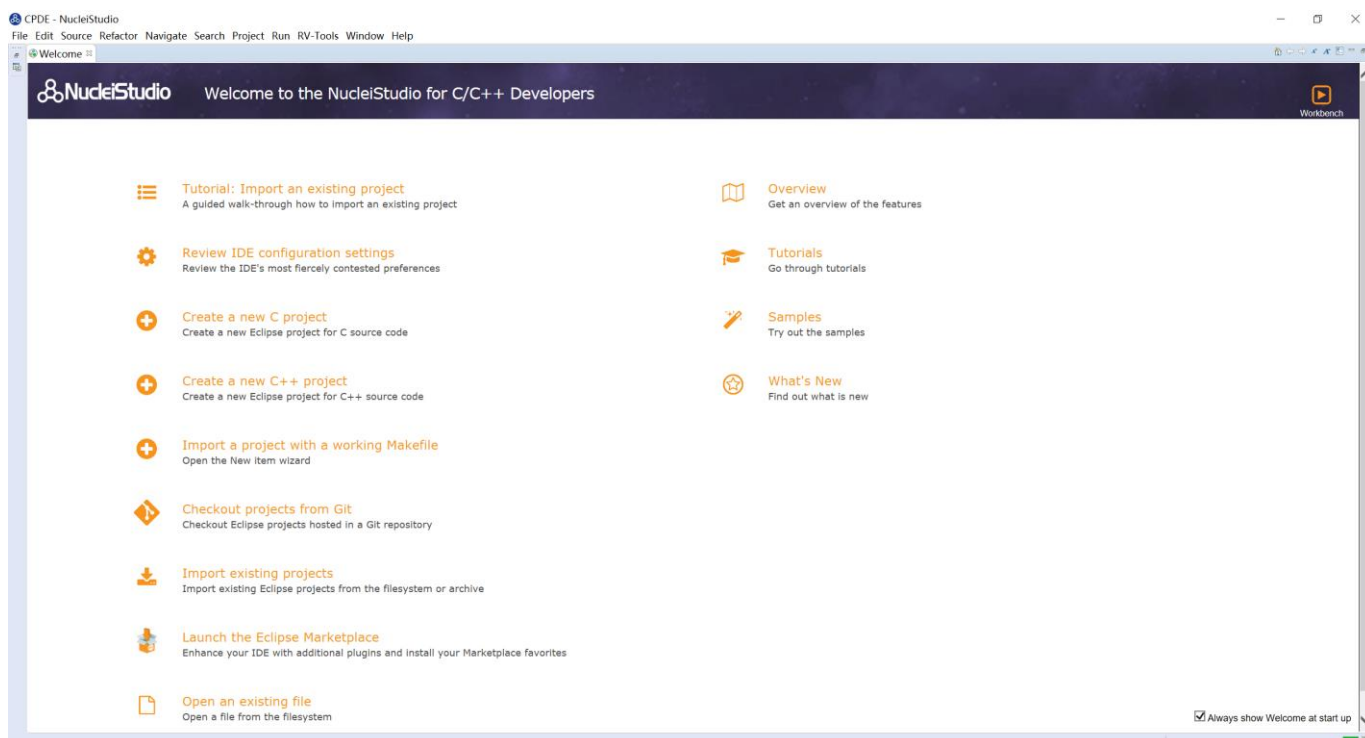 CPDE - NucleiStudio
File Edit Source Refactor Navigate Search Project Run RV-Tools Window Help
Welcome
NucleiStudio Welcome to the NucleiStudio for C/C++ Developers
Workbench
Tutorial: Import an existing project
A guided walk-through how to import an existing project
Review IDE configuration settings
Review the IDE's most fiercely contested preferences
Create a new C project
Create a new Eclipse project for C source code
Create a new C++ project
Create a new Eclipse project for C++ source code
Import a project with a working Makefile
Open the New item wizard
Checkout projects from Git
Checkout Eclipse projects hosted in a Git repository
Import existing projects
Import existing Eclipse projects from the filesystem or archive
Launch the Eclipse Marketplace
Enhance your IDE with additional plugins and install your Marketplace favorites
Open an existing file
Open a file from the filesystem
Overview
Get an overview of the features
Tutorials
Go through tutorials
Samples
Try out the samples
What's New
Find out what is new
Always show Welcome at start up